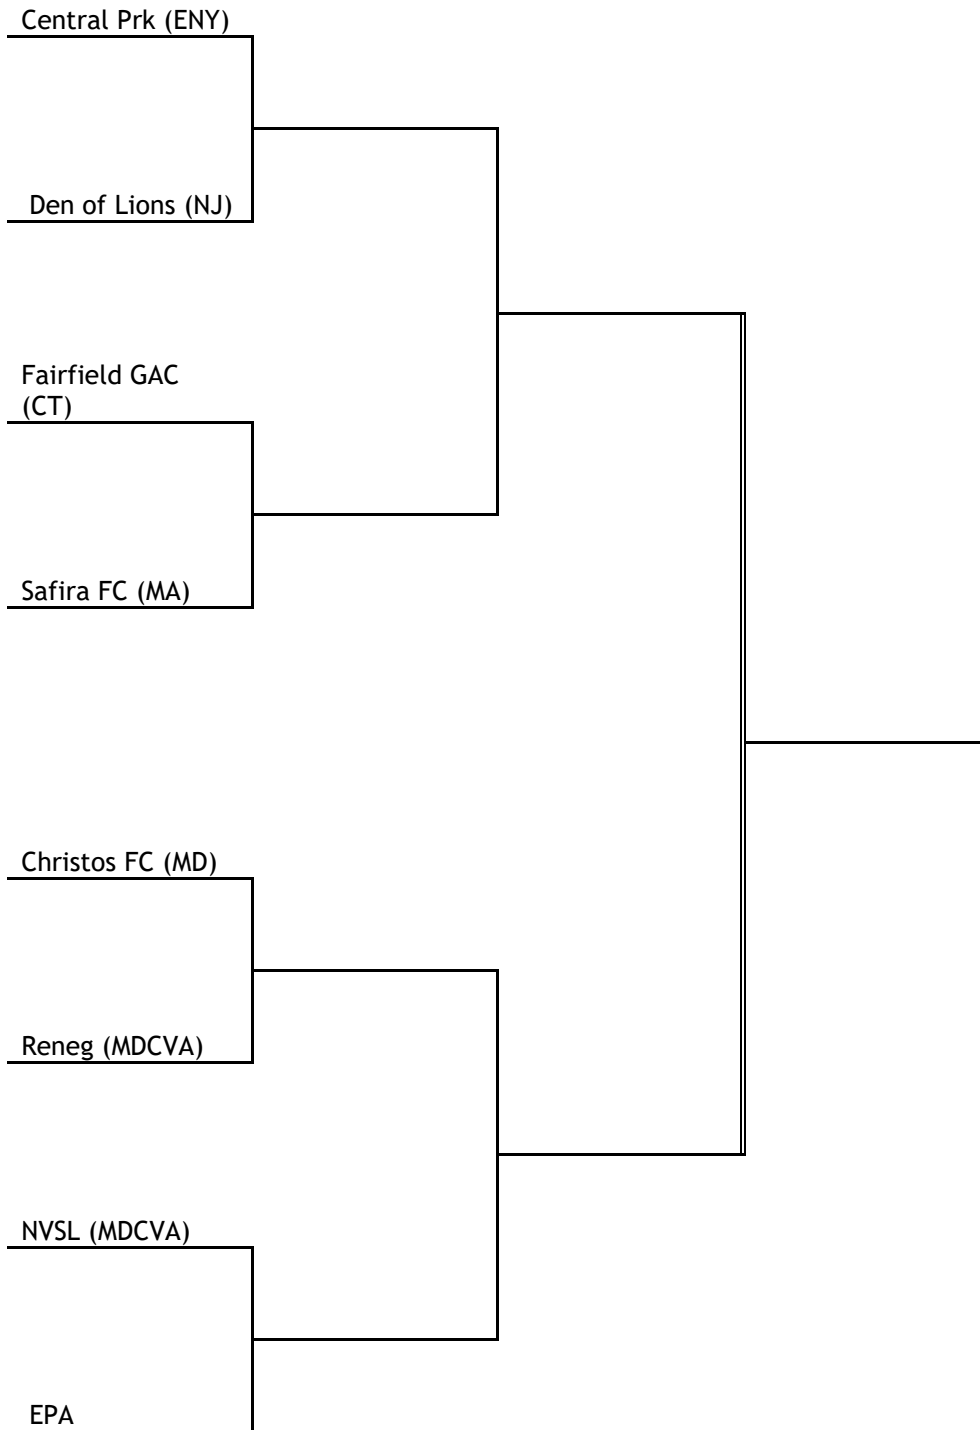 Central Prk (ENY)
Den of Lions (NJ)
Fairfield GAC
(CT)
Safira FC (MA)
Christos FC (MD)
Reneg (MDCVA)
NVSL (MDCVA)
EPA